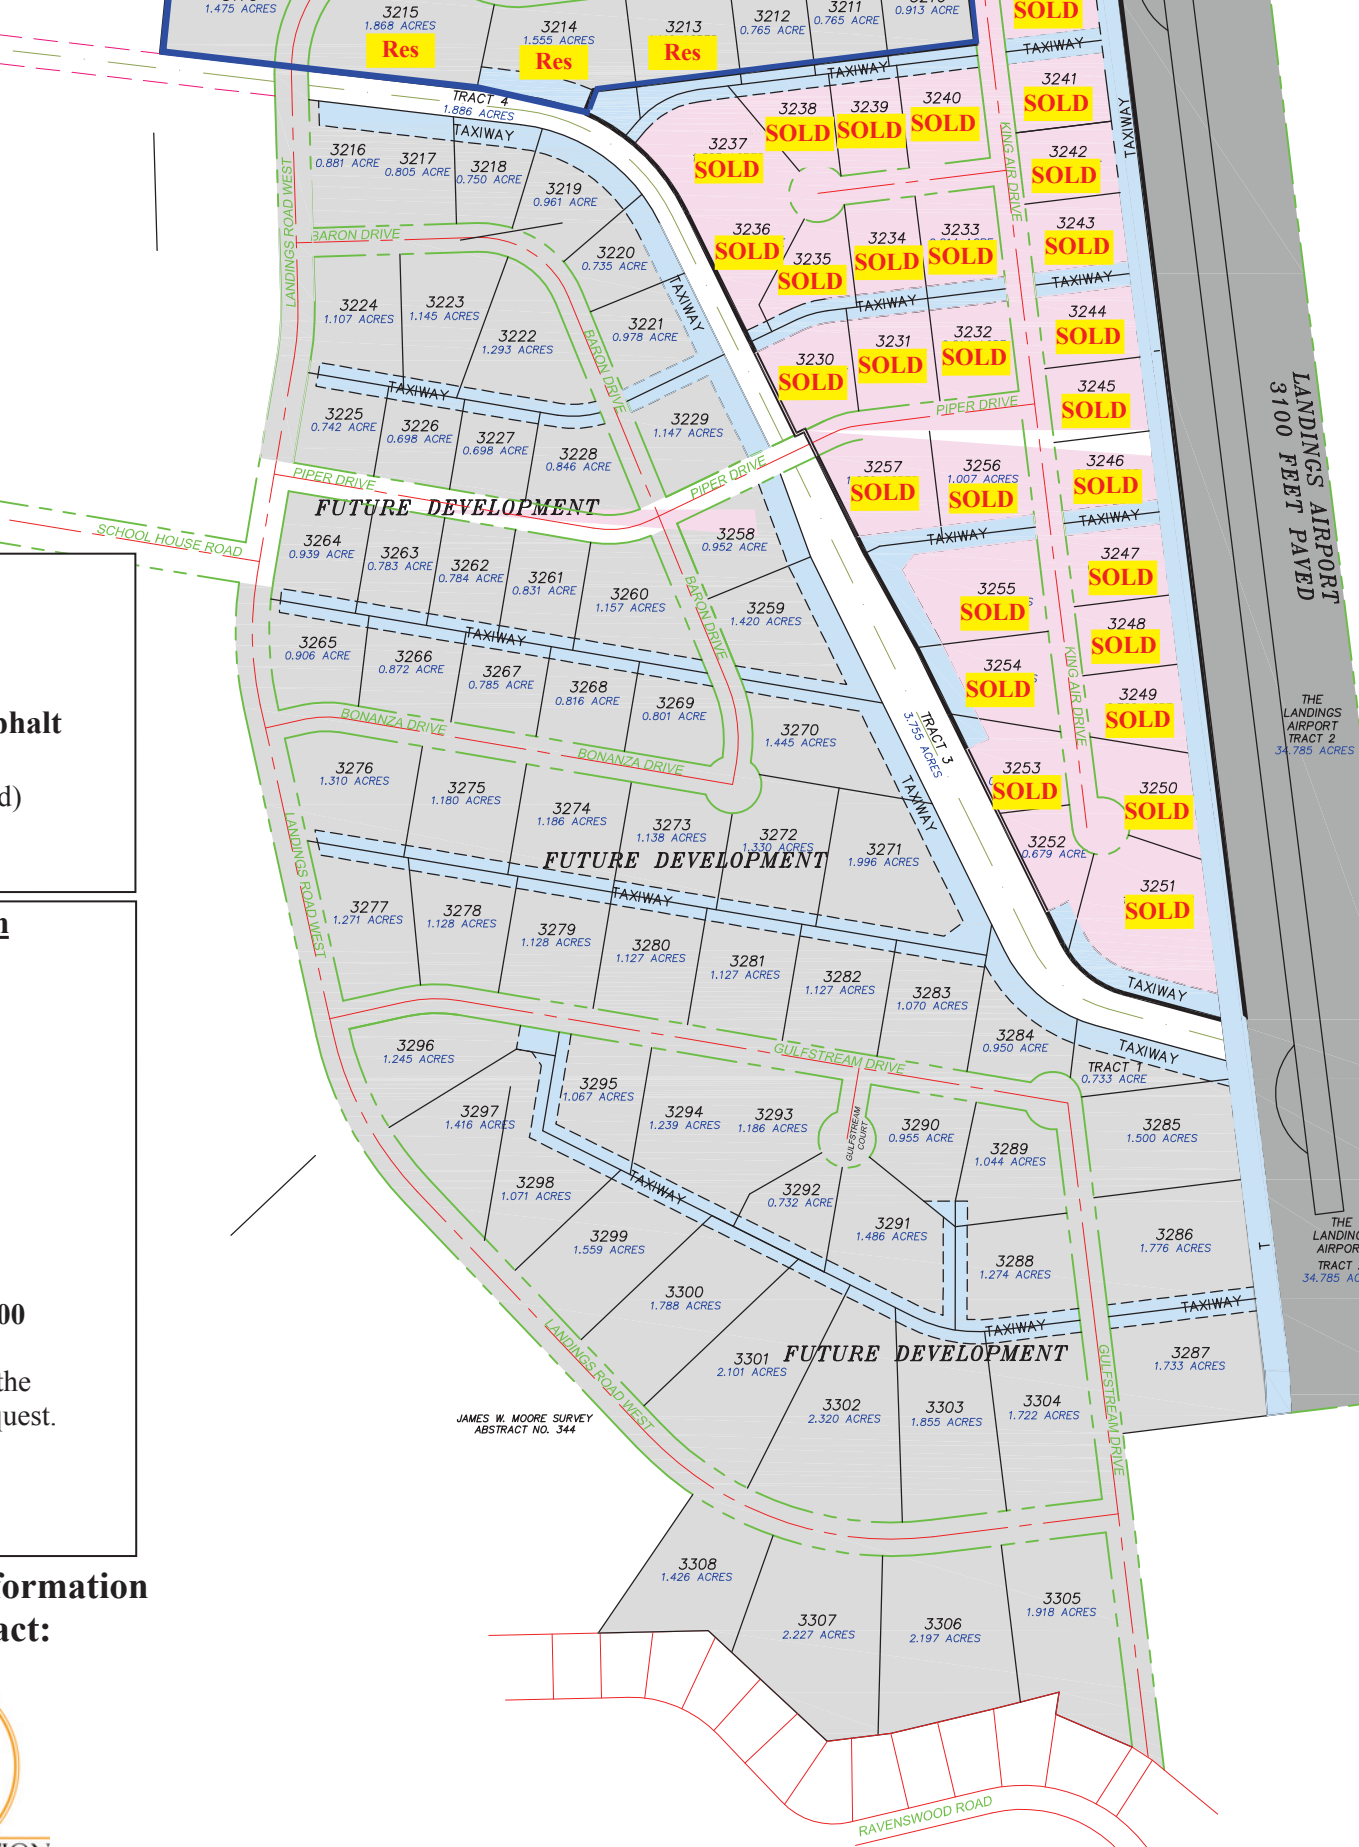 1.475 ACRES
3215
1.868 ACRES
Res
3214
1.555 ACRES
Res
3213
Res
3212
0.765 ACRE
3211
0.765 ACRE
0.913 ACRE
SOLD
TAXIWAY
TAXIWAY
3241
SOLD
TRACT 4
1.886 ACRES
TAXIWAY
3238
SOLD
3239
SOLD
3240
SOLD
3237
SOLD
KING AIR DRIVE
TAXIWAY
3242
SOLD
3216
0.881 ACRE
3217
0.805 ACRE
3218
0.750 ACRE
3219
0.961 ACRE
LANDINGS ROAD WEST
BARON DRIVE
3220
0.735 ACRE
3236
SOLD
3235
SOLD
3234
SOLD
3233
SOLD
3243
SOLD
TAXIWAY
TAXIWAY
TAXIWAY
3224
1.107 ACRES
3223
1.145 ACRES
3222
1.293 ACRES
3221
0.978 ACRE
BARON DRIVE
3244
SOLD
3230
SOLD
3231
SOLD
3232
SOLD
3245
SOLD
TAXIWAY
3225
0.742 ACRE
3226
0.698 ACRE
3227
0.698 ACRE
3228
0.846 ACRE
3229
1.147 ACRES
PIPER DRIVE
LANDINGS AIRPORT
3100 FEET PAVED
PIPER DRIVE
PIPER DRIVE
FUTURE DEVELOPMENT
3257
SOLD
3256
1.007 ACRES
SOLD
3246
SOLD
TAXIWAY
TAXIWAY
SCHOOL HOUSE ROAD
3264
0.939 ACRE
3263
0.783 ACRE
3262
0.784 ACRE
3261
0.831 ACRE
3260
1.157 ACRES
3258
0.952 ACRE
3259
1.420 ACRES
BARON DRIVE
3247
SOLD
3255
SOLD
3248
SOLD
TAXIWAY
3265
0.906 ACRE
3266
0.872 ACRE
3267
0.785 ACRE
3268
0.816 ACRE
3269
0.801 ACRE
3254
SOLD
KING AIR DRIVE
3249
SOLD
phalt
d)
BONANZA DRIVE
BONANZA DRIVE
3270
1.445 ACRES
TRACT 3
3.755 ACRES
TAXIWAY
THE
LANDINGS
AIRPORT
TRACT 2
34.785 ACRES
3253
SOLD
3250
SOLD
3276
1.310 ACRES
3275
1.180 ACRES
3274
1.186 ACRES
3273
1.138 ACRES
3272
1.330 ACRES
3271
1.996 ACRES
FUTURE DEVELOPMENT
3252
0.679 ACRE
3251
SOLD
LANDINGS ROAD WEST
TAXIWAY
n
3277
1.271 ACRES
3278
1.128 ACRES
3279
1.128 ACRES
3280
1.127 ACRES
3281
1.127 ACRES
3282
1.127 ACRES
3283
1.070 ACRES
TAXIWAY
3284
0.950 ACRE
TAXIWAY
TRACT 1
0.733 ACRE
3296
1.245 ACRES
GULFSTREAM DRIVE
3295
1.067 ACRES
3297
1.416 ACRES
3294
1.239 ACRES
3293
1.186 ACRES
GULFSTREAM
COURT
3290
0.955 ACRE
3289
1.044 ACRES
3285
1.500 ACRES
3298
1.071 ACRES
TAXIWAY
3292
0.732 ACRE
3291
1.486 ACRES
3299
1.559 ACRES
3288
1.274 ACRES
3286
1.776 ACRES
THE
LANDING
AIRPOR
TRACT
34.785 AC
T
3300
1.788 ACRES
00
TAXIWAY
TAXIWAY
3301
2.101 ACRES
FUTURE DEVELOPMENT
3287
1.733 ACRES
the
quest.
LANDINGS ROAD WEST
3302
2.320 ACRES
3303
1.855 ACRES
3304
1.722 ACRES
GULFSTREAM DRIVE
JAMES W. MOORE SURVEY
ABSTRACT NO. 344
3308
1.426 ACRES
formation
act:
3307
2.227 ACRES
3306
2.197 ACRES
3305
1.918 ACRES
RAVENSWOOD ROAD